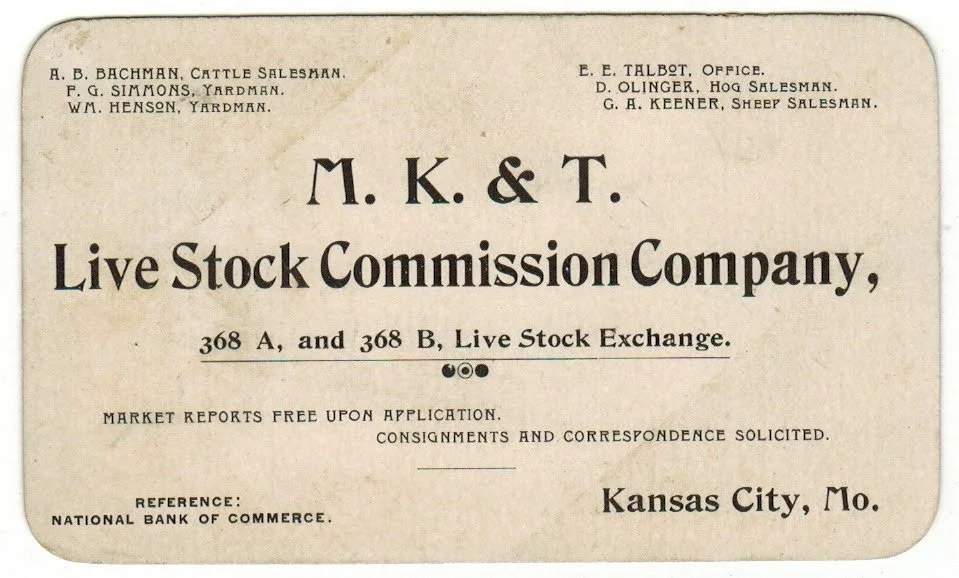 A. B. BACHMAN, CATTLE SALESMAN.
F. G. SIMMONS, YARDMAN.
WM. HENSON, YARDMAN.
E. E. TALBOT, OFFICE.
D. OLINGER, HOG SALESMAN.
G. A. KEENER, SHEEP SALESMAN.
M. K. & T.
Live Stock Commission Company,
368 A, and 368 B, Live Stock Exchange.
MARKET REPORTS FREE UPON APPLICATION.
CONSIGNMENTS AND CORRESPONDENCE SOLICITED.
REFERENCE:
NATIONAL BANK OF COMMERCE.
Kansas City, Mo.